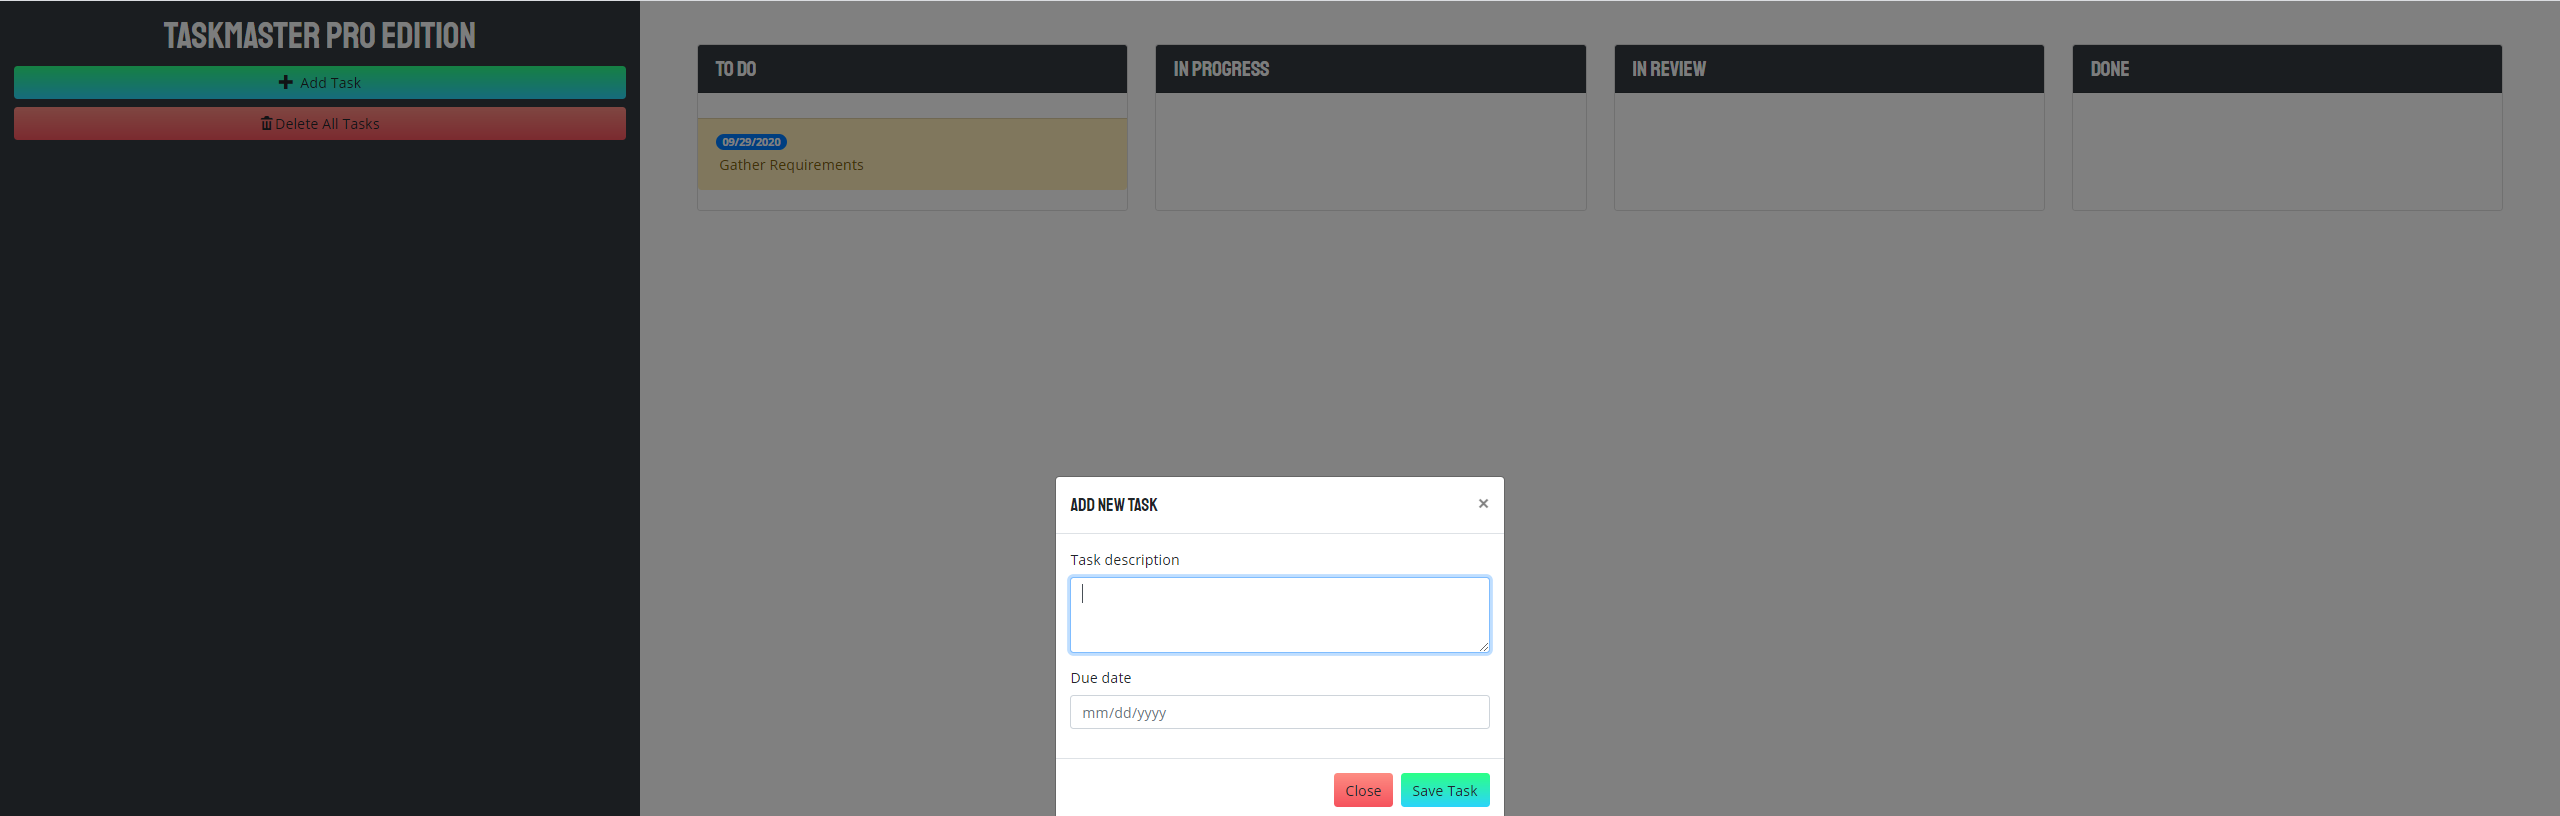 TASKMASTER PRO EDITION
Add Task
Delete All Tasks
TO DO
09/29/2020
Gather Requirements
IN PROGRESS
IN REVIEW
DONE
ADD NEW TASK
×
Task description
Due date
mm/dd/yyyy
Close
Save Task